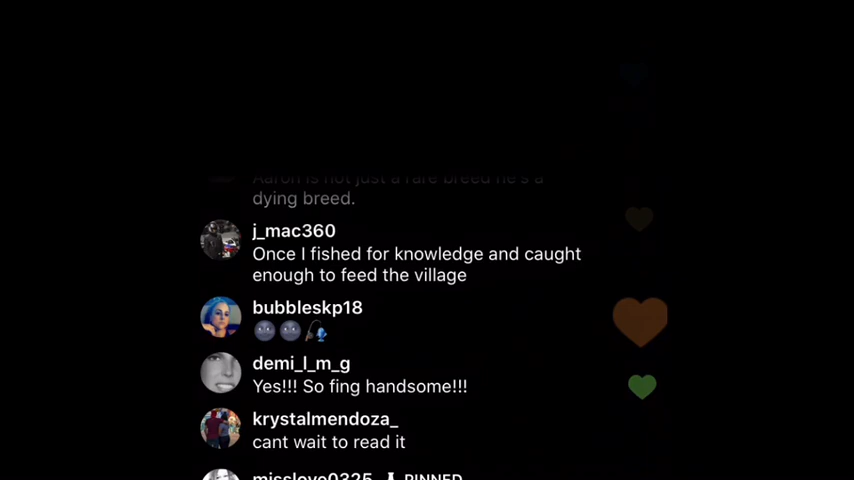 Aaron is not just a rare breed he's a
dying breed.
j_mac360
Once I fished for knowledge and caught
enough to feed the village
bubbleskp18
🌚🌚🎣
demi_l_m_g
Yes!!! So fing handsome!!!
krystalmendoza_
cant wait to read it
misslove0325 PINNED